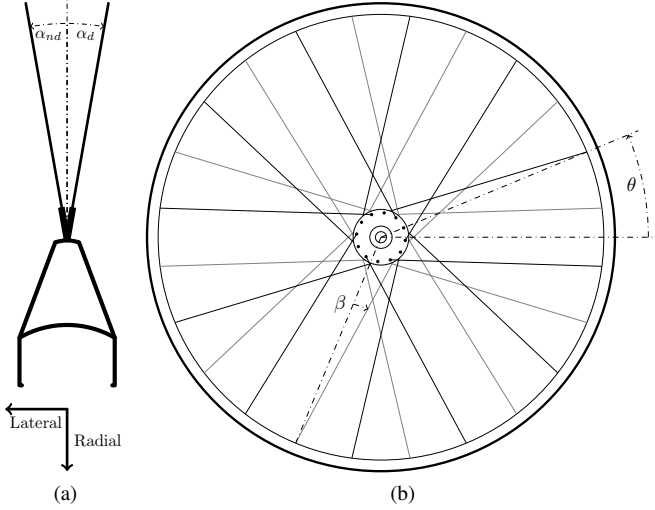 α_nd α_d
θ
β
Lateral
Radial
(a) (b)